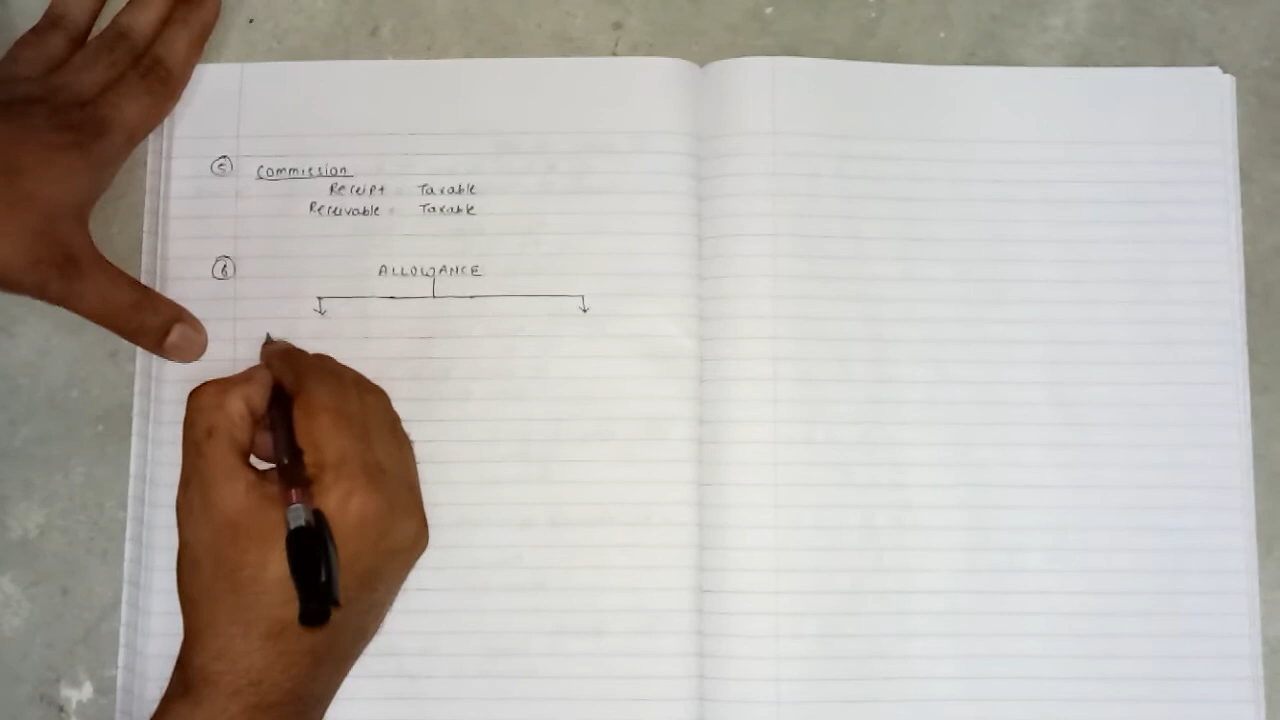 5 Commission
Receipt = Taxable
Receivable = Taxable
6 ALLOWANCE